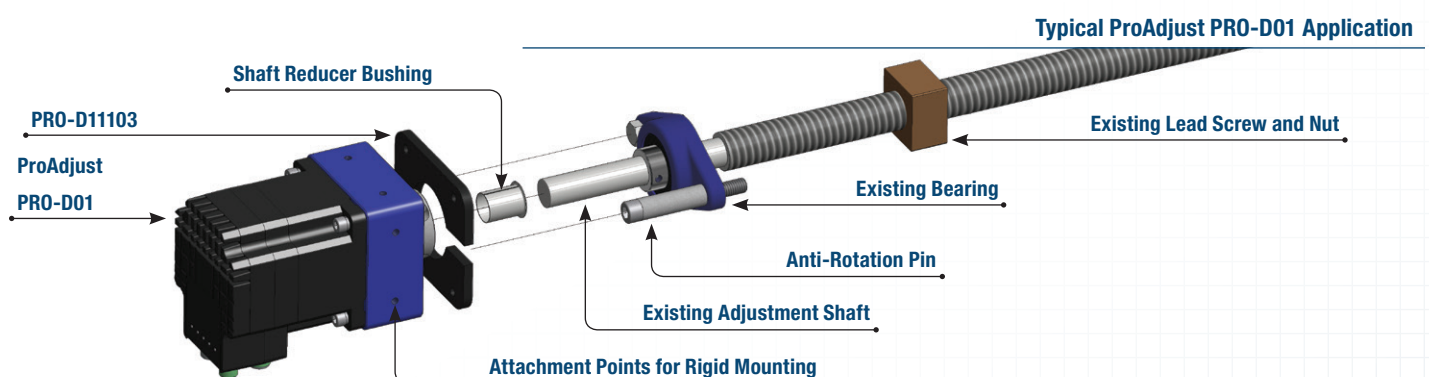 Typical ProAdjust PRO-D01 Application
Shaft Reducer Bushing
PRO-D11103
Existing Lead Screw and Nut
ProAdjust
PRO-D01
Existing Bearing
Anti-Rotation Pin
Existing Adjustment Shaft
Attachment Points for Rigid Mounting